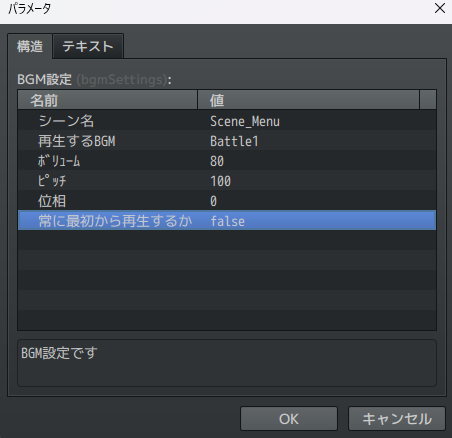 パラメータ
構造 テキスト
BGM設定 (bgmSettings):
名前 値
シーン名 Scene_Menu
再生するBGM Battle1
ﾎﾞﾘｭｰﾑ 80
ﾋﾟｯﾁ 100
位相 0
常に最初から再生するか false
BGM設定です
OK キャンセル